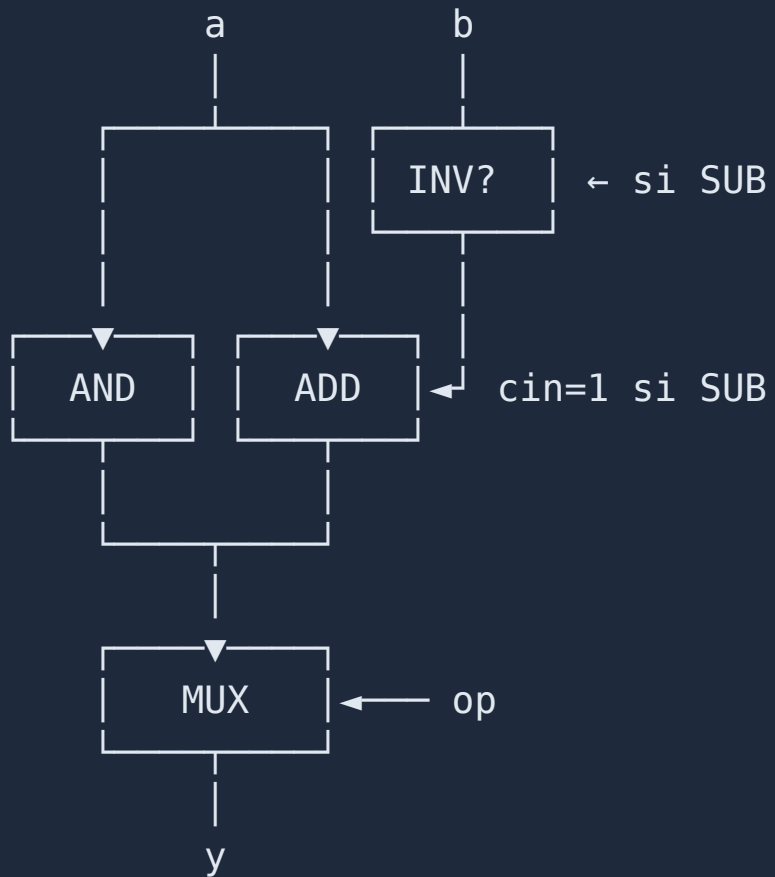 a b
INV? ← si SUB
AND ADD cin=1 si SUB
MUX op
y